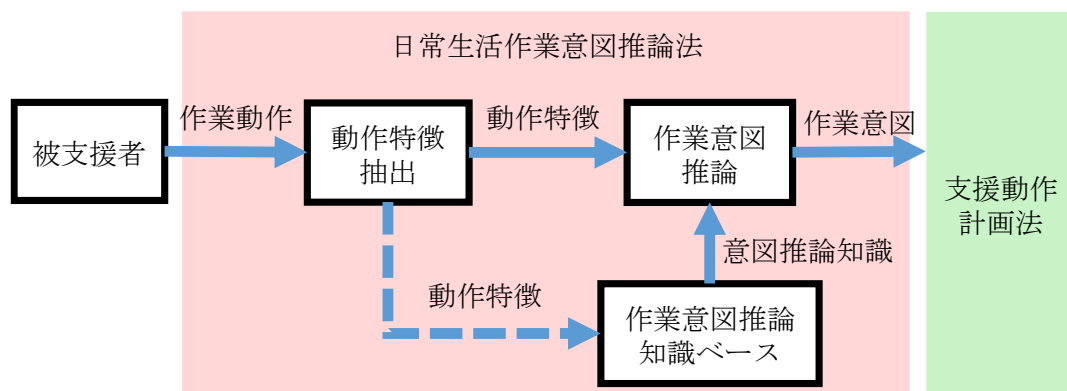 日常生活作業意図推論法
被支援者
作業動作
動作特徴
抽出
動作特徴
作業意図
推論
作業意図
支援動作
計画法
意図推論知識
動作特徴
作業意図推論
知識ベース